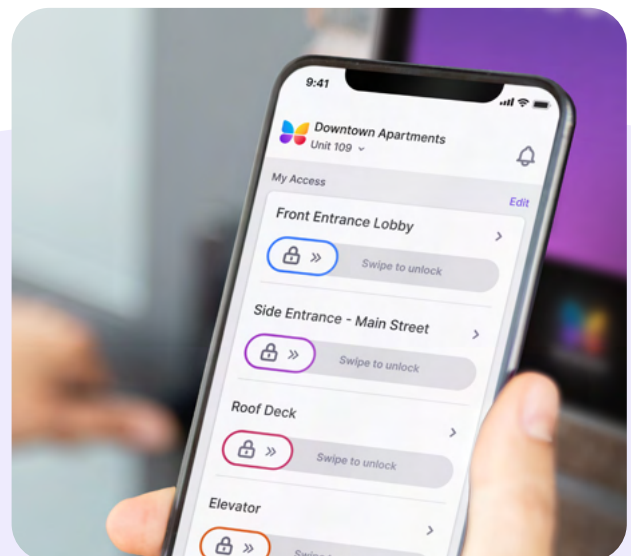 9:41
Downtown Apartments
Unit 109
My Access
Edit
Front Entrance Lobby
Swipe to unlock
Side Entrance - Main Street
Swipe to unlock
Roof Deck
Swipe to unlock
Elevator
Swipe